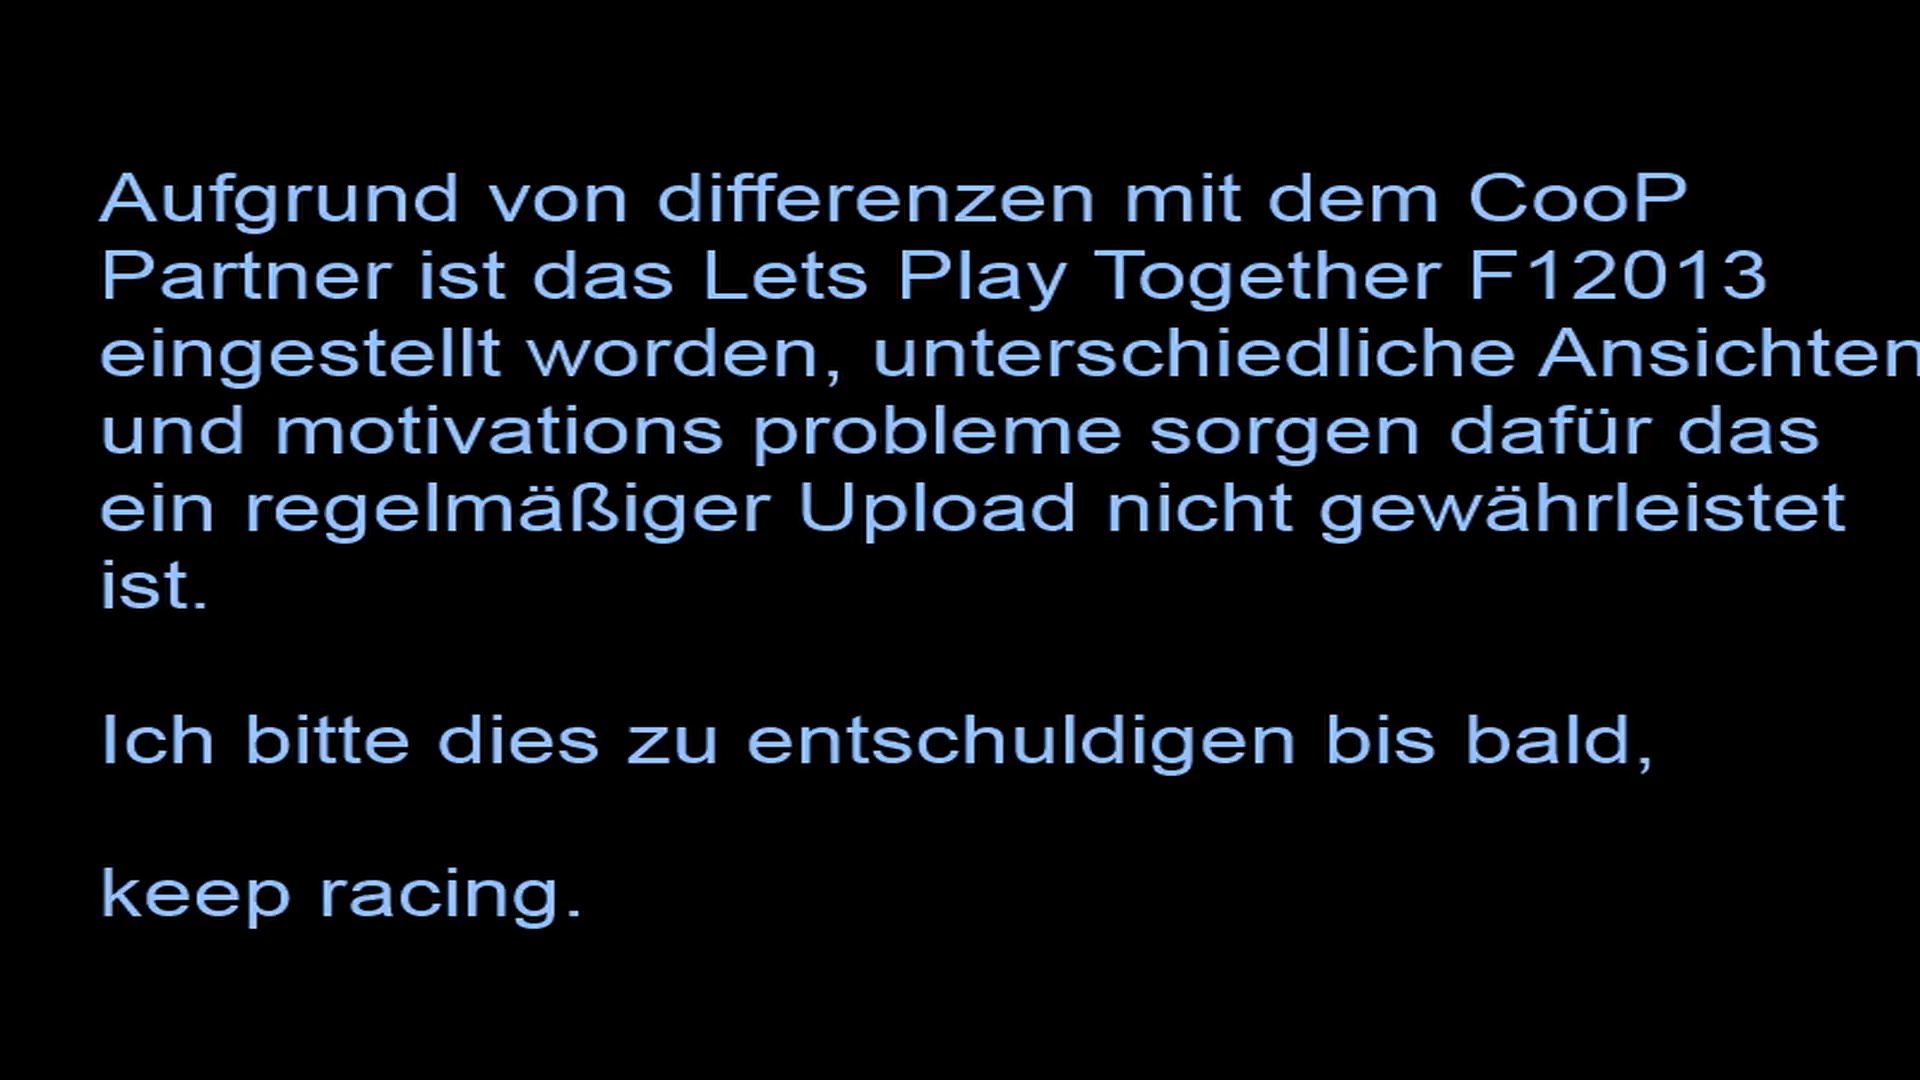 Aufgrund von differenzen mit dem CooP
Partner ist das Lets Play Together F12013
eingestellt worden, unterschiedliche Ansichten
und motivations probleme sorgen dafür das
ein regelmäßiger Upload nicht gewährleistet
ist.
Ich bitte dies zu entschuldigen bis bald,
keep racing.